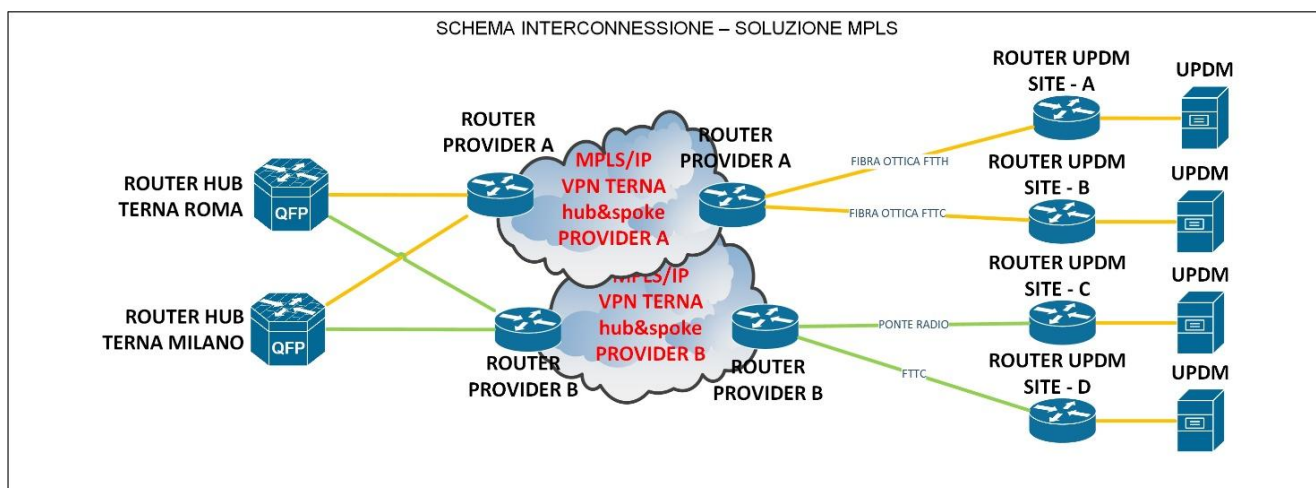 SCHEMA INTERCONNESSIONE – SOLUZIONE MPLS
ROUTER HUB
TERNA ROMA
QFP
ROUTER HUB
TERNA MILANO
QFP
ROUTER
PROVIDER A
MPLS/IP
VPN TERNA
hub&spoke
PROVIDER A
ROUTER
PROVIDER A
ROUTER
PROVIDER B
MPLS/IP
VPN TERNA
hub&spoke
PROVIDER B
ROUTER
PROVIDER B
FIBRA OTTICA FTTH
FIBRA OTTICA FTTC
PONTE RADIO
FTTC
ROUTER UPDM
SITE - A
UPDM
ROUTER UPDM
SITE - B
UPDM
ROUTER UPDM
SITE - C
UPDM
ROUTER UPDM
SITE - D
UPDM